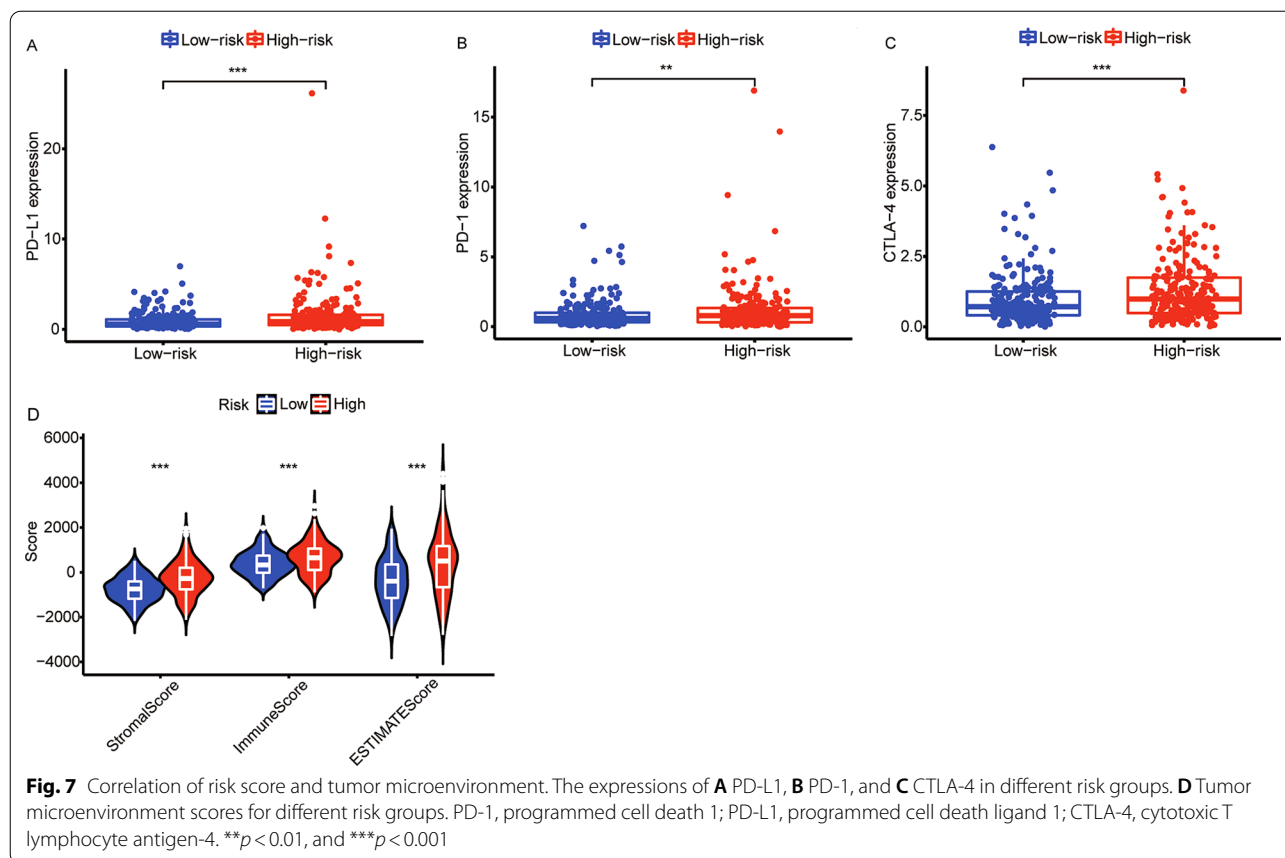 A
Low-risk High-risk
***
PD-L1 expression
20
10
0
Low-risk High-risk
B
Low-risk High-risk
**
PD-1 expression
15
10
5
0
Low-risk High-risk
C
Low-risk High-risk
***
CTLA-4 expression
7.5
5.0
2.5
0.0
Low-risk High-risk
D
Risk Low High
*** *** ***
Score
6000
4000
2000
0
−2000
−4000
StromalScore
ImmuneScore
ESTIMATEScore
Fig. 7 Correlation of risk score and tumor microenvironment. The expressions of A PD-L1, B PD-1, and C CTLA-4 in different risk groups. D Tumor
microenvironment scores for different risk groups. PD-1, programmed cell death 1; PD-L1, programmed cell death ligand 1; CTLA-4, cytotoxic T
lymphocyte antigen-4. **p < 0.01, and ***p < 0.001